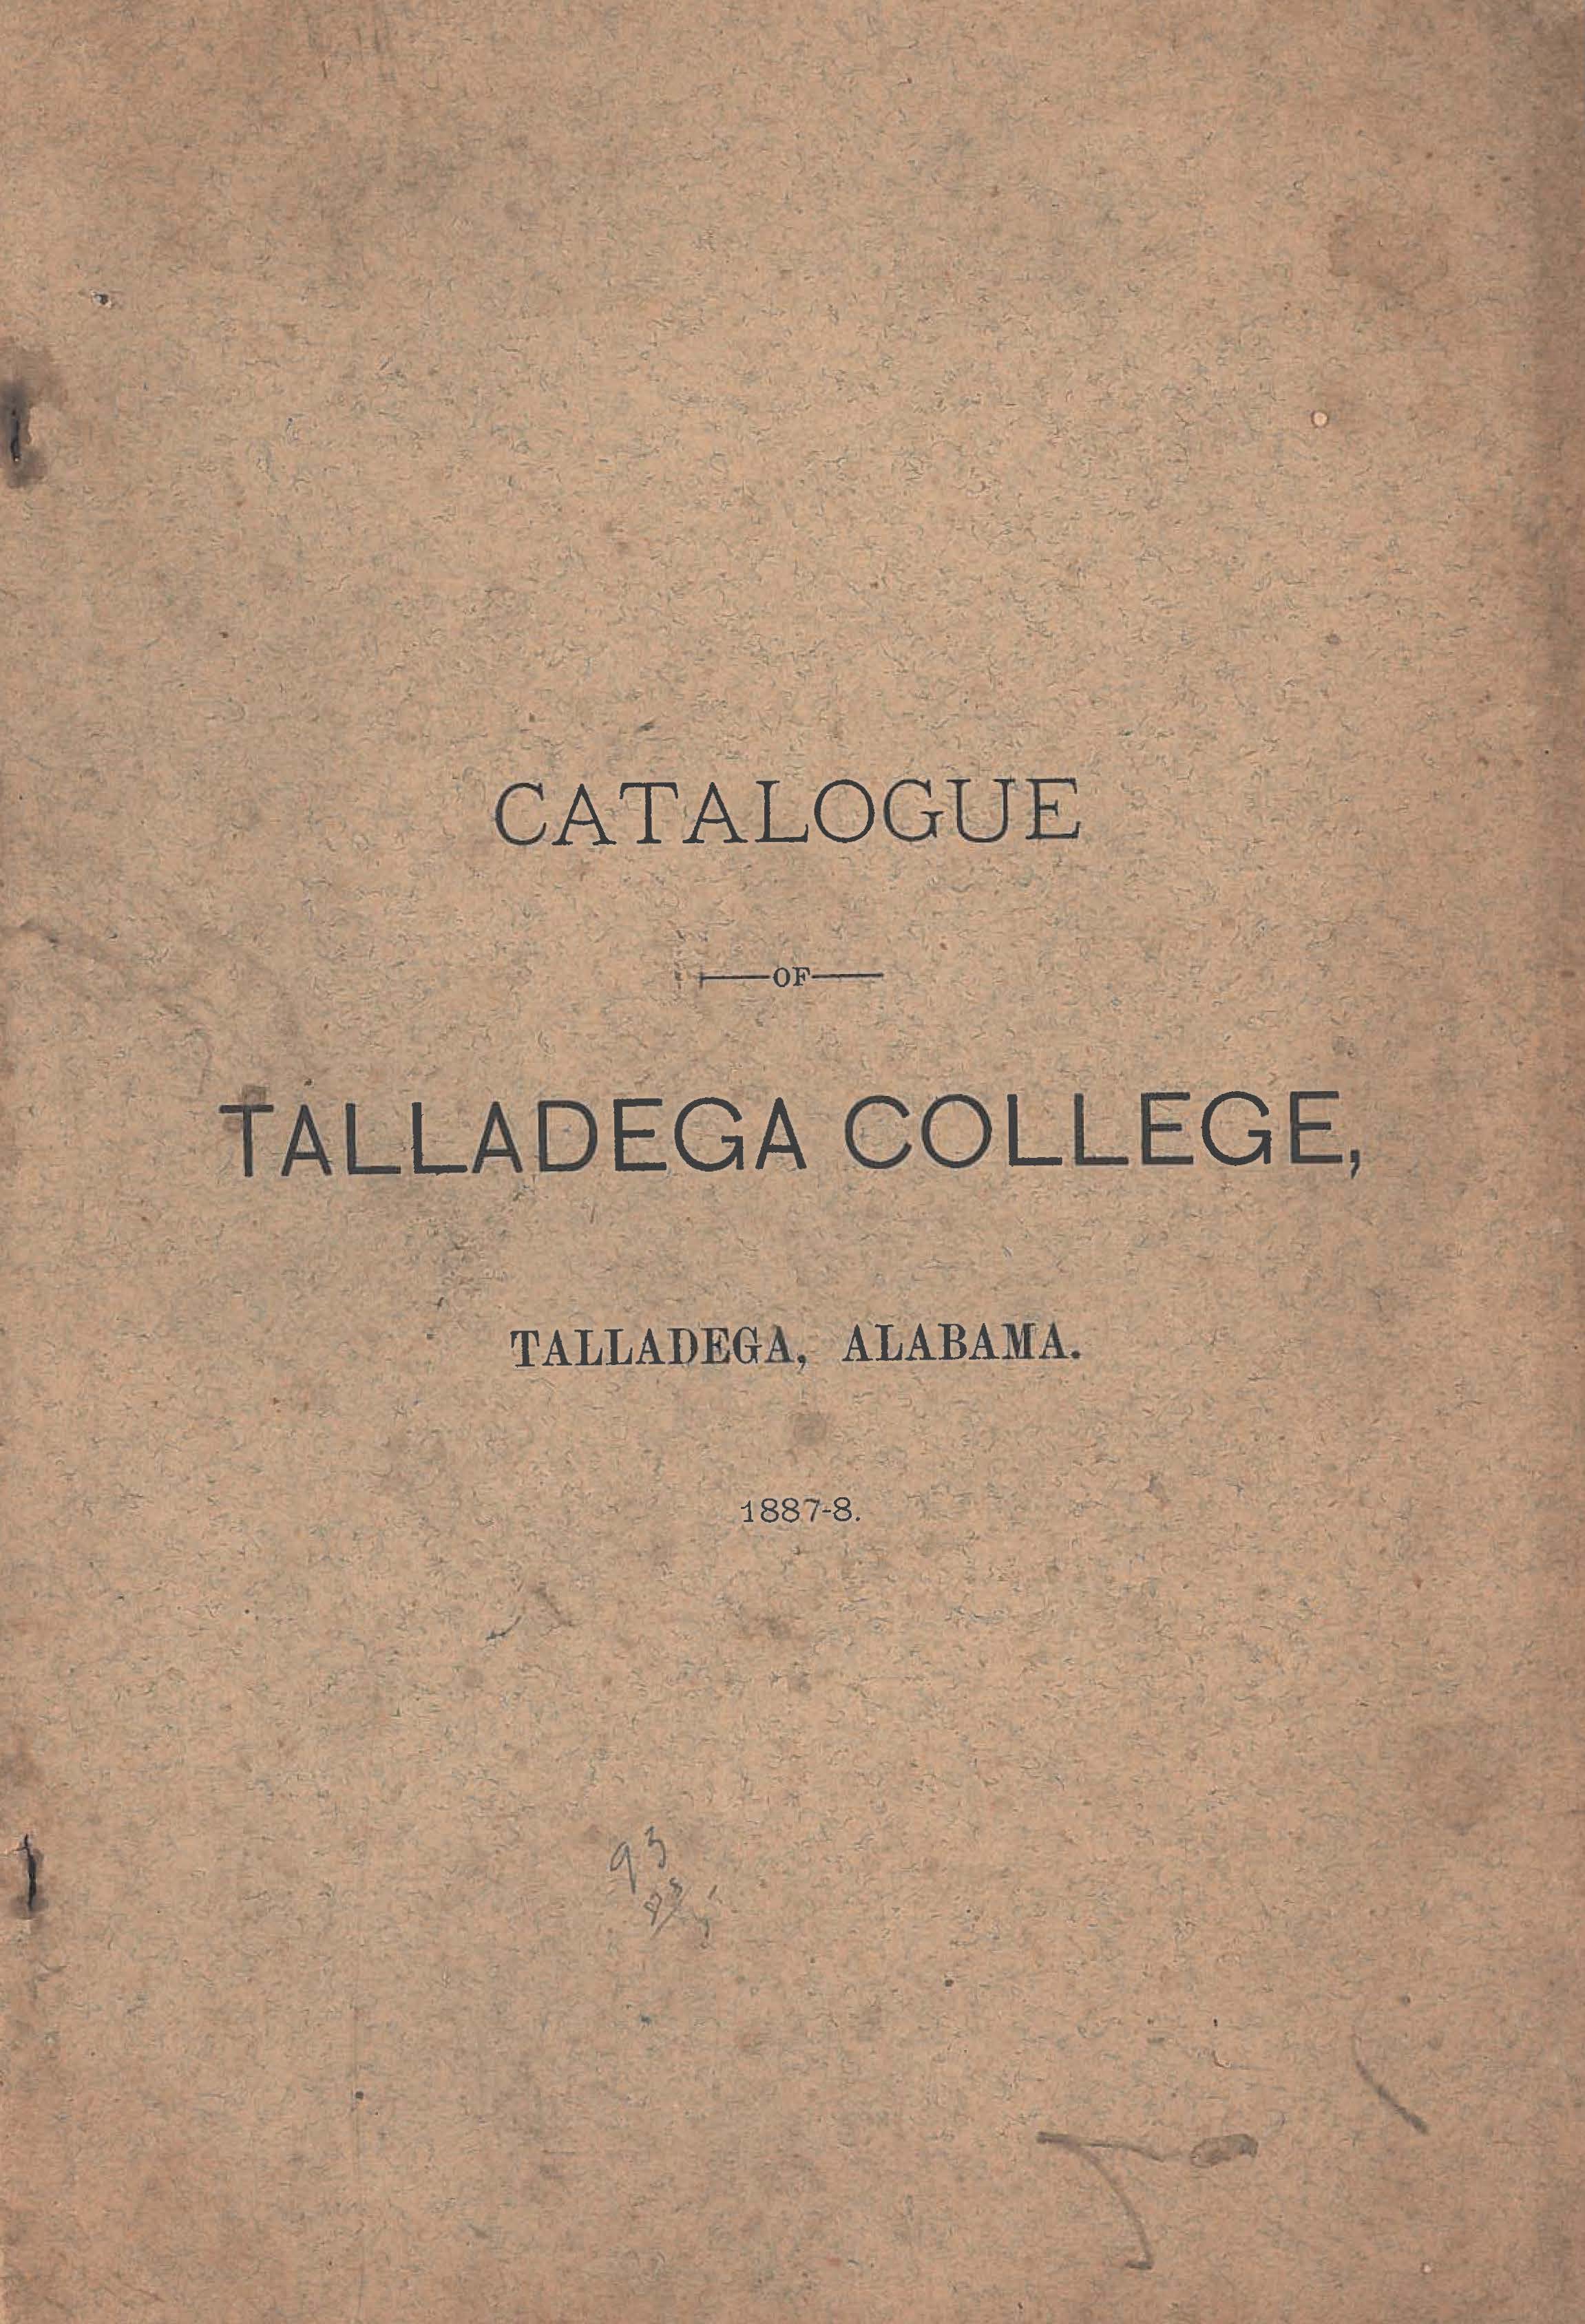 CATALOGUE
—OF—
TALLADEGA COLLEGE,
TALLADEGA, ALABAMA.
1887-8.
93